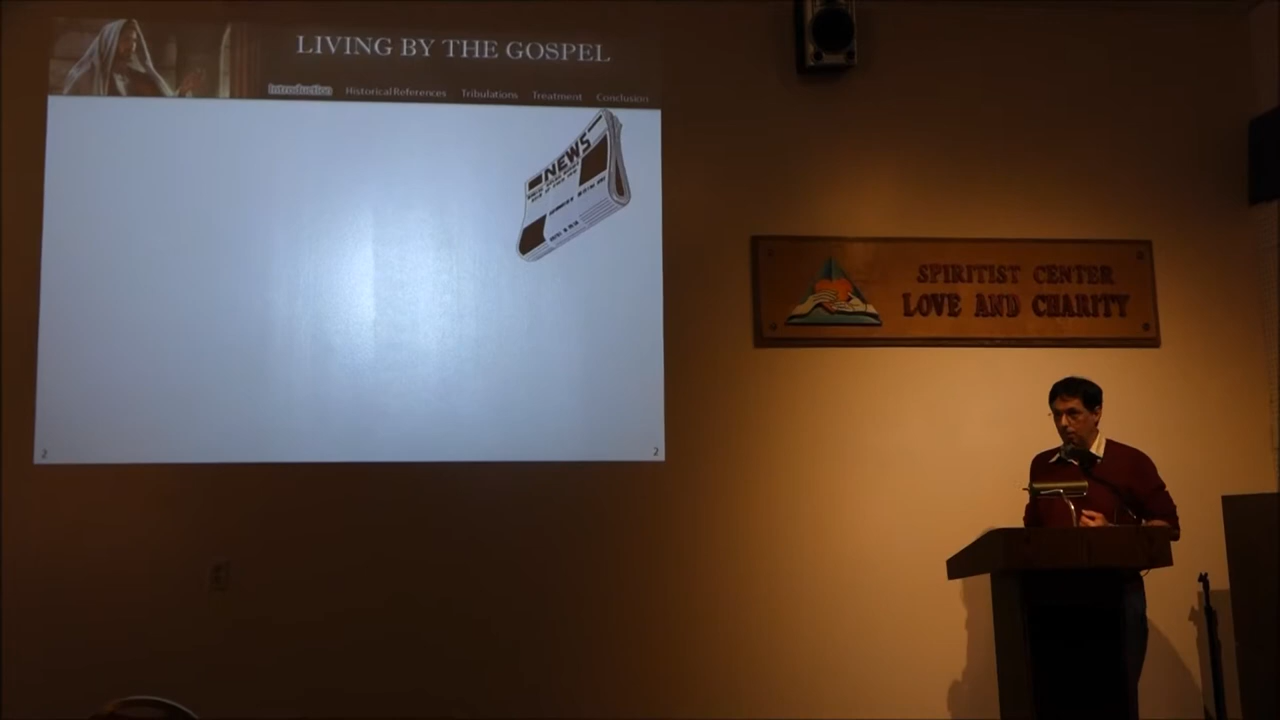 LIVING BY THE GOSPEL
Introduction Historical References Tribulations Treatment Conclusion
NEWS
SPIRITIST CENTER
LOVE AND CHARITY
2 2